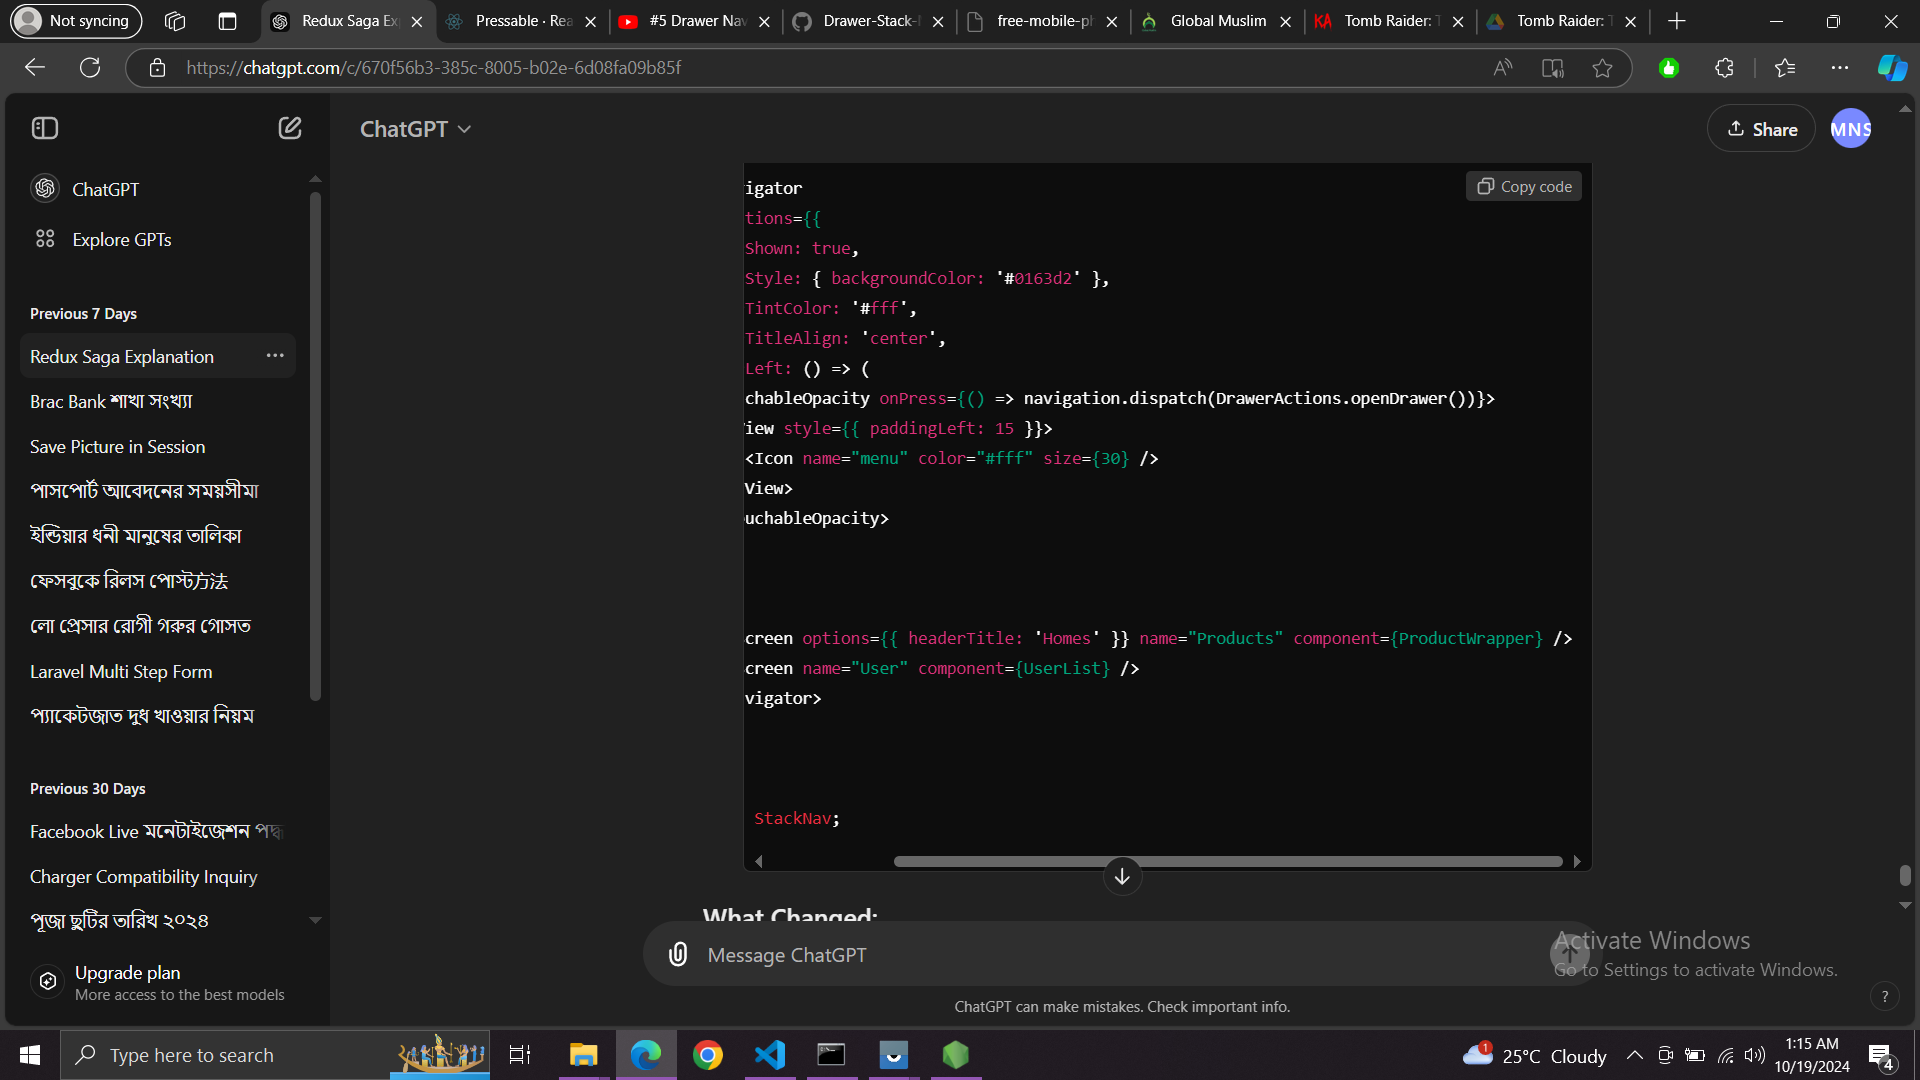 Not syncing
Redux Saga Ex
Pressable · Rea
#5 Drawer Nav
Drawer-Stack-
free-mobile-ph
Global Muslim
KA
Tomb Raider: T
Tomb Raider: T
https://chatgpt.com/c/670f56b3-385c-8005-b02e-6d08fa09b85f
ChatGPT
Share
MNS
ChatGPT
Explore GPTs
Previous 7 Days
Redux Saga Explanation
Brac Bank শাখা সংখ্যা
Save Picture in Session
পাসপোর্ট আবেদনের সময়সীমা
ইন্ডিয়ার ধনী মানুষের তালিকা
ফেসবুকে রিলস পোস্ট方法
লো প্রেসার রোগী গরুর গোসত
Laravel Multi Step Form
প্যাকেটজাত দুধ খাওয়ার নিয়ম
Previous 30 Days
Facebook Live মনেটাইজেশন পদ্ধ
Charger Compatibility Inquiry
পূজা ছুটির তারিখ ২০২৪
Upgrade plan
More access to the best models
Copy code
igator
tions={{
Shown: true,
Style: { backgroundColor: '#0163d2' },
TintColor: '#fff',
TitleAlign: 'center',
Left: () => (
chableOpacity onPress={() => navigation.dispatch(DrawerActions.openDrawer())}>
iew style={{ paddingLeft: 15 }}>
<Icon name="menu" color="#fff" size={30} />
View>
uchableOpacity>
creen options={{ headerTitle: 'Homes' }} name="Products" component={ProductWrapper} />
creen name="User" component={UserList} />
vigator>
StackNav;
What Changed:
Message ChatGPT
ChatGPT can make mistakes. Check important info.
Activate Windows
Go to Settings to activate Windows.
?
Type here to search
1
25°C Cloudy
1:15 AM
10/19/2024
4